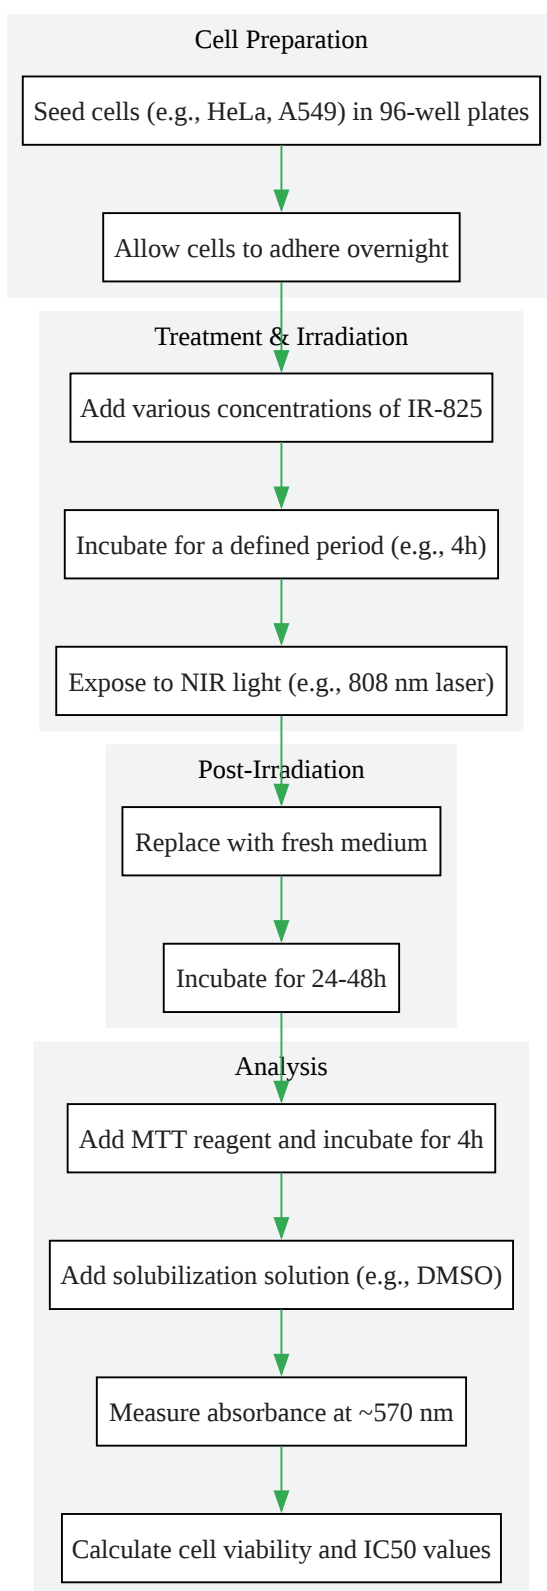 Cell Preparation
Seed cells (e.g., HeLa, A549) in 96-well plates
Allow cells to adhere overnight
Treatment & Irradiation
Add various concentrations of IR-825
Incubate for a defined period (e.g., 4h)
Expose to NIR light (e.g., 808 nm laser)
Post-Irradiation
Replace with fresh medium
Incubate for 24-48h
Analysis
Add MTT reagent and incubate for 4h
Add solubilization solution (e.g., DMSO)
Measure absorbance at ~570 nm
Calculate cell viability and IC50 values